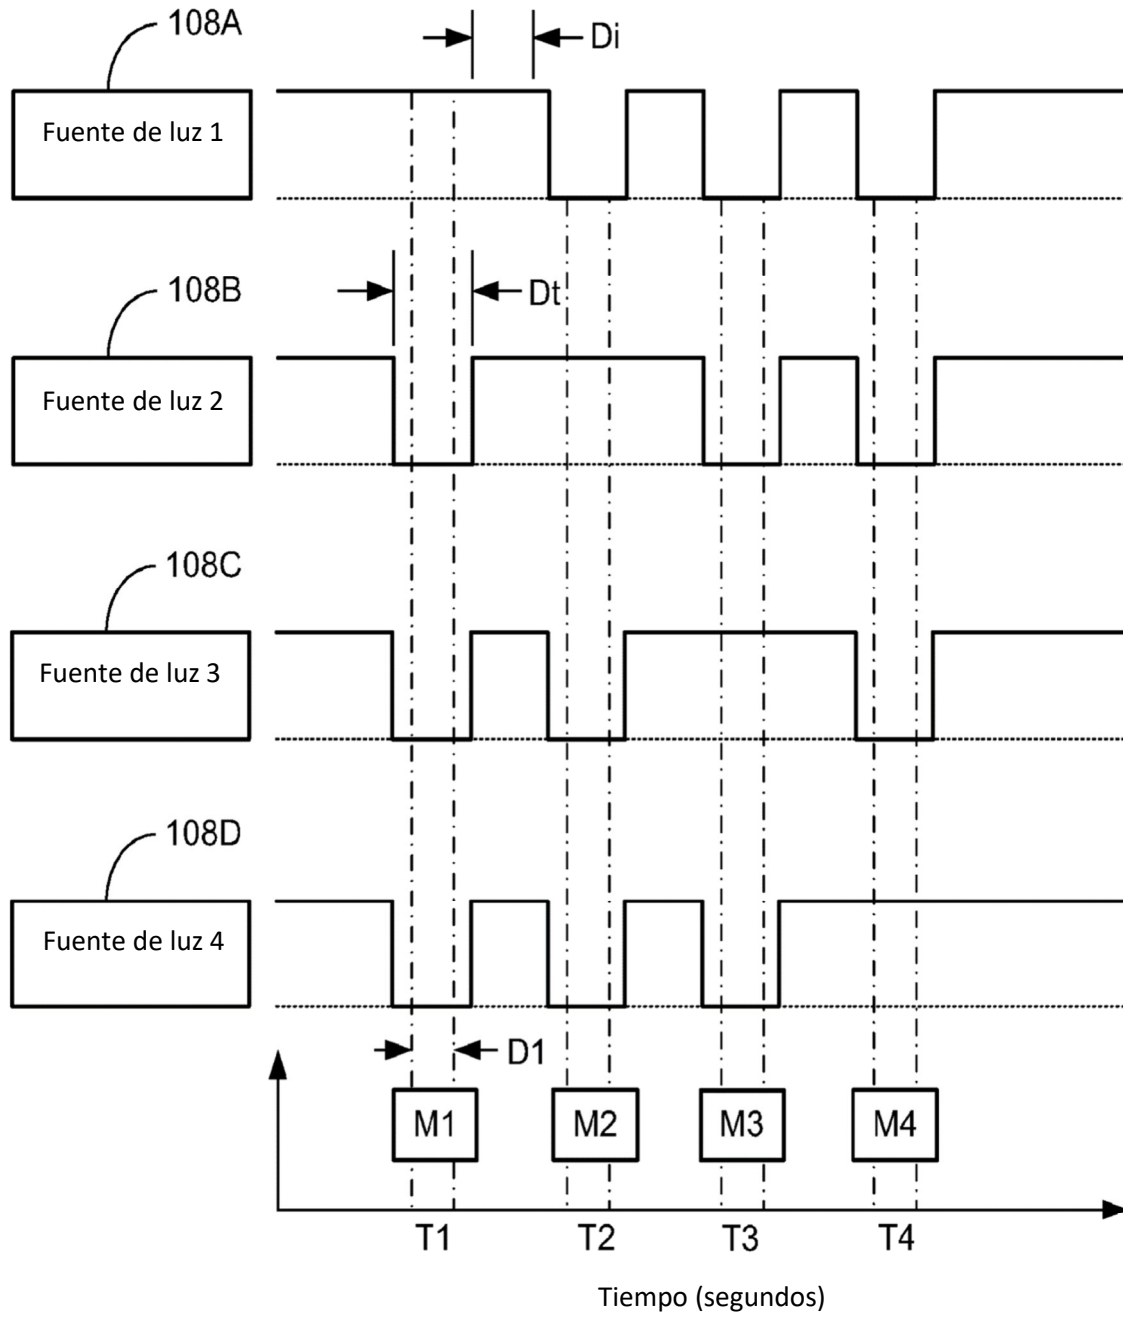 108A
Di
Fuente de luz 1
108B
Dt
Fuente de luz 2
108C
Fuente de luz 3
108D
Fuente de luz 4
D1
M1 M2 M3 M4
T1 T2 T3 T4
Tiempo (segundos)